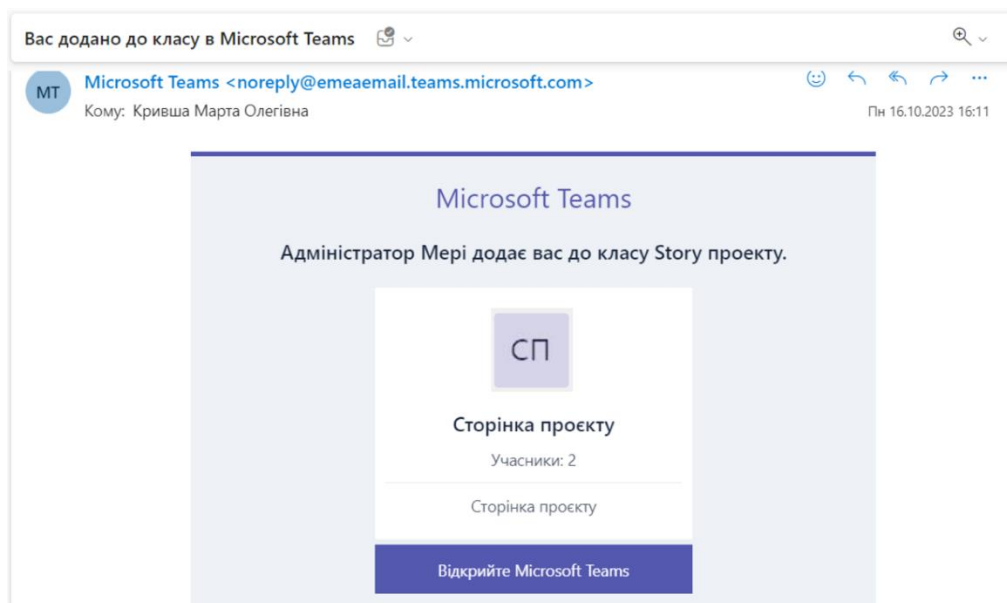 Вас додано до класу в Microsoft Teams
MT
Microsoft Teams <noreply@emeaemail.teams.microsoft.com>
Кому: Кривша Марта Олегівна
Пн 16.10.2023 16:11
Microsoft Teams
Адміністратор Мері додає вас до класу Story проекту.
СП
Сторінка проєкту
Учасники: 2
Сторінка проєкту
Відкрийте Microsoft Teams